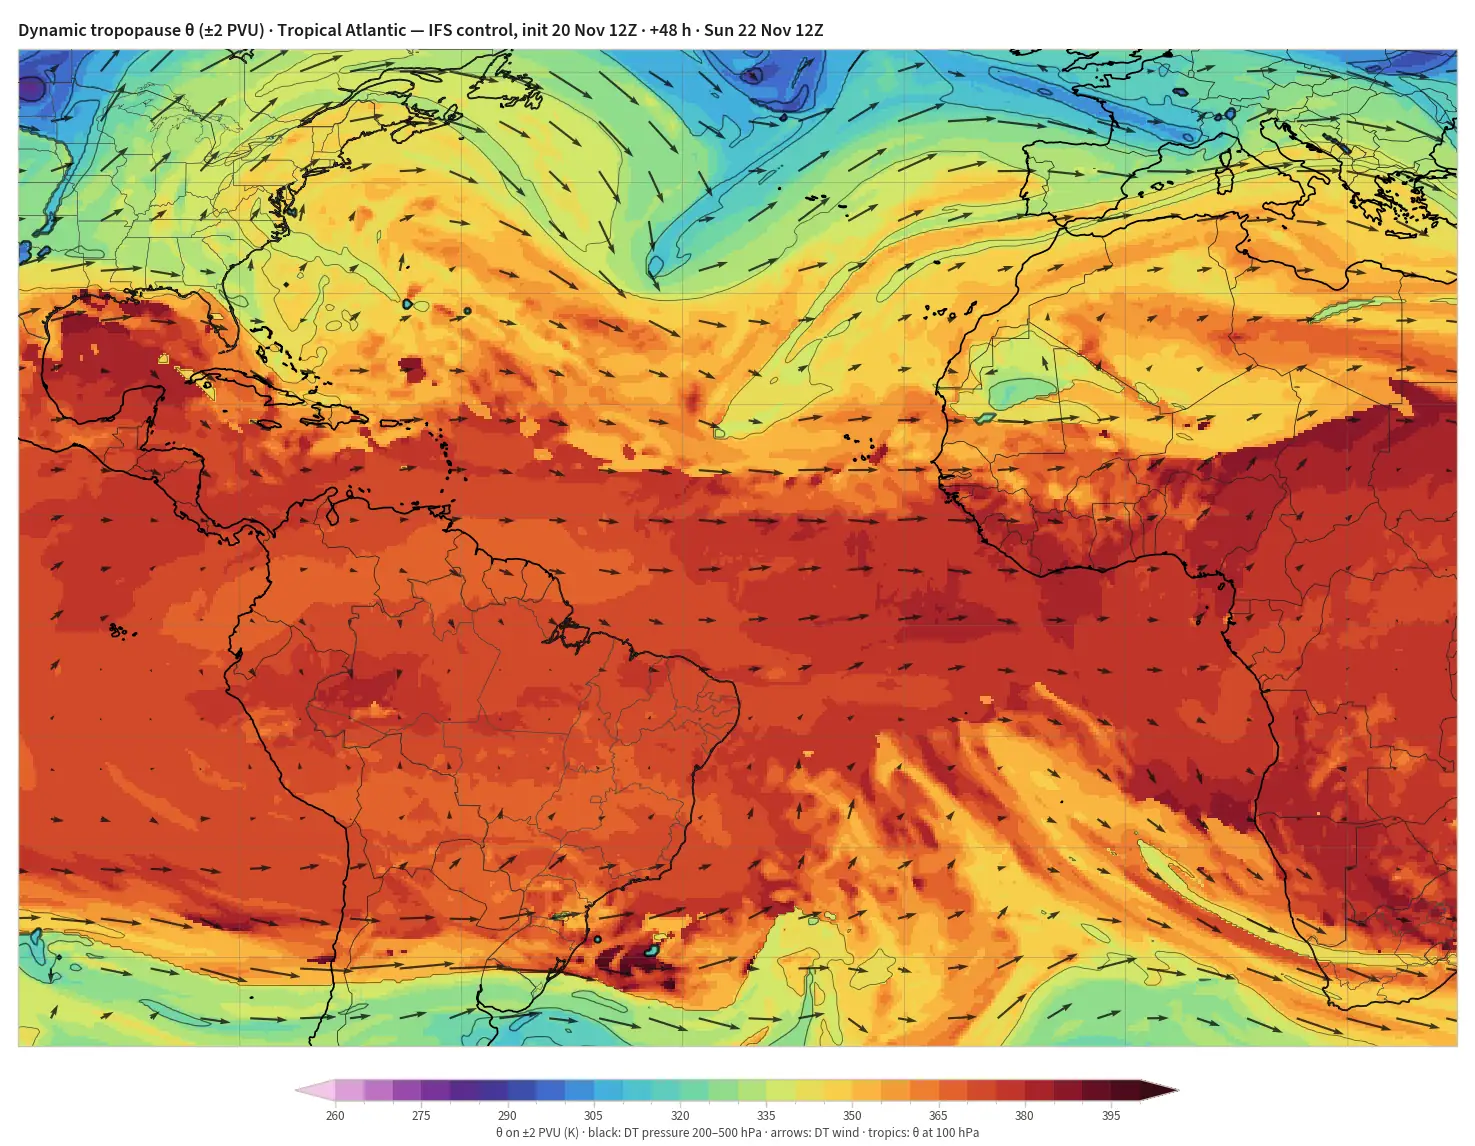 Dynamic tropopause θ (±2 PVU) · Tropical Atlantic — IFS control, init 20 Nov 12Z · +48 h · Sun 22 Nov 12Z
260 275 290 305 320 335 350 365 380 395
θ on ±2 PVU (K) · black: DT pressure 200–500 hPa · arrows: DT wind · tropics: θ at 100 hPa